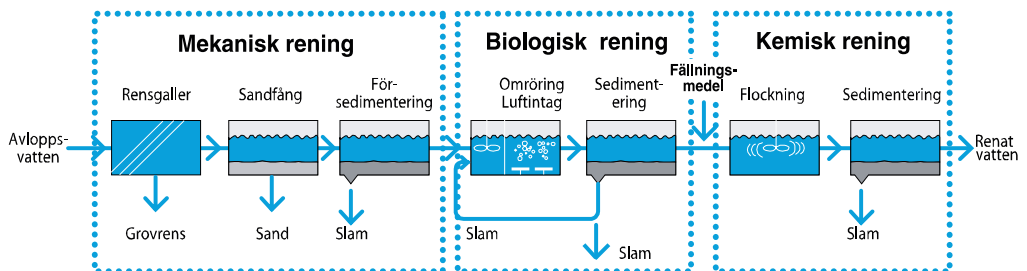 Mekanisk rening
Biologisk rening
Kemisk rening
Rensgaller
Sandfång
För-
sedimentering
Omröring
Luftintag
Sediment-
ering
Fällnings-
medel
Flockning
Sedimentering
Avlopps-
vatten
Renat
vatten
Grovrens
Sand
Slam
Slam
Slam
Slam